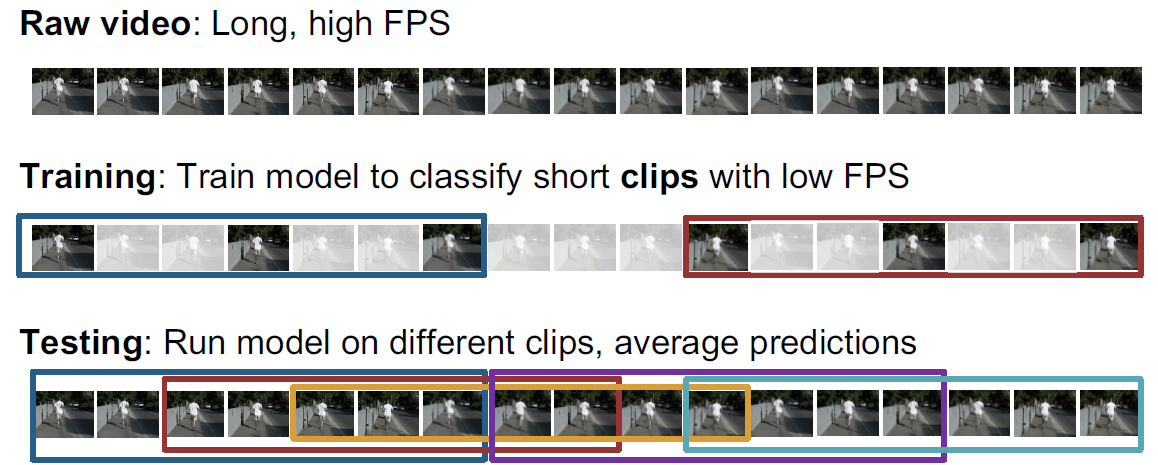 Raw video: Long, high FPS
Training: Train model to classify short clips with low FPS
Testing: Run model on different clips, average predictions